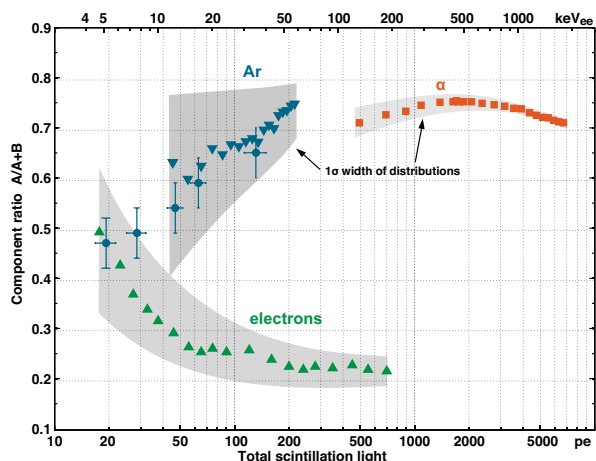 4 5 10 50 100 500 1000 keVee
0.9
0.8
0.7
0.6
0.5
0.4
0.3
0.2
0.1
Component ratio A/A+B
Ar
α
1σ width of distributions
electrons
10 20 50 100 200 500 1000 2000 5000 pe
Total scintillation light